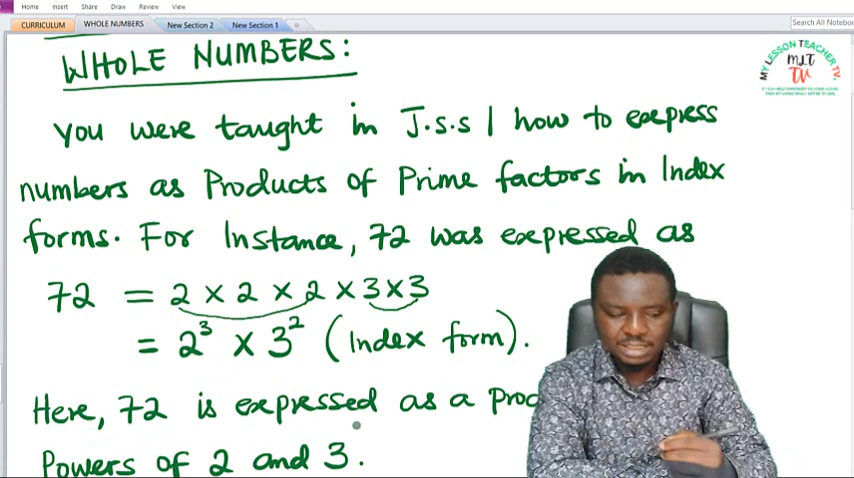 Home Insert Share Draw Review View
CURRICULUM WHOLE NUMBERS New Section 2 New Section 1
Search All Notebo
WHOLE NUMBERS:
MY LESSON TEACHER TV.
M.L.T
TV
You were taught in J.s.s 1 how to express
numbers as Products of Prime factors in Index
forms. For Instance, 72 was expressed as
72 = 2 × 2 × 2 × 3 × 3
= 2³ × 3² (Index form).
Here, 72 is expressed as a Prod
Powers of 2 and 3.